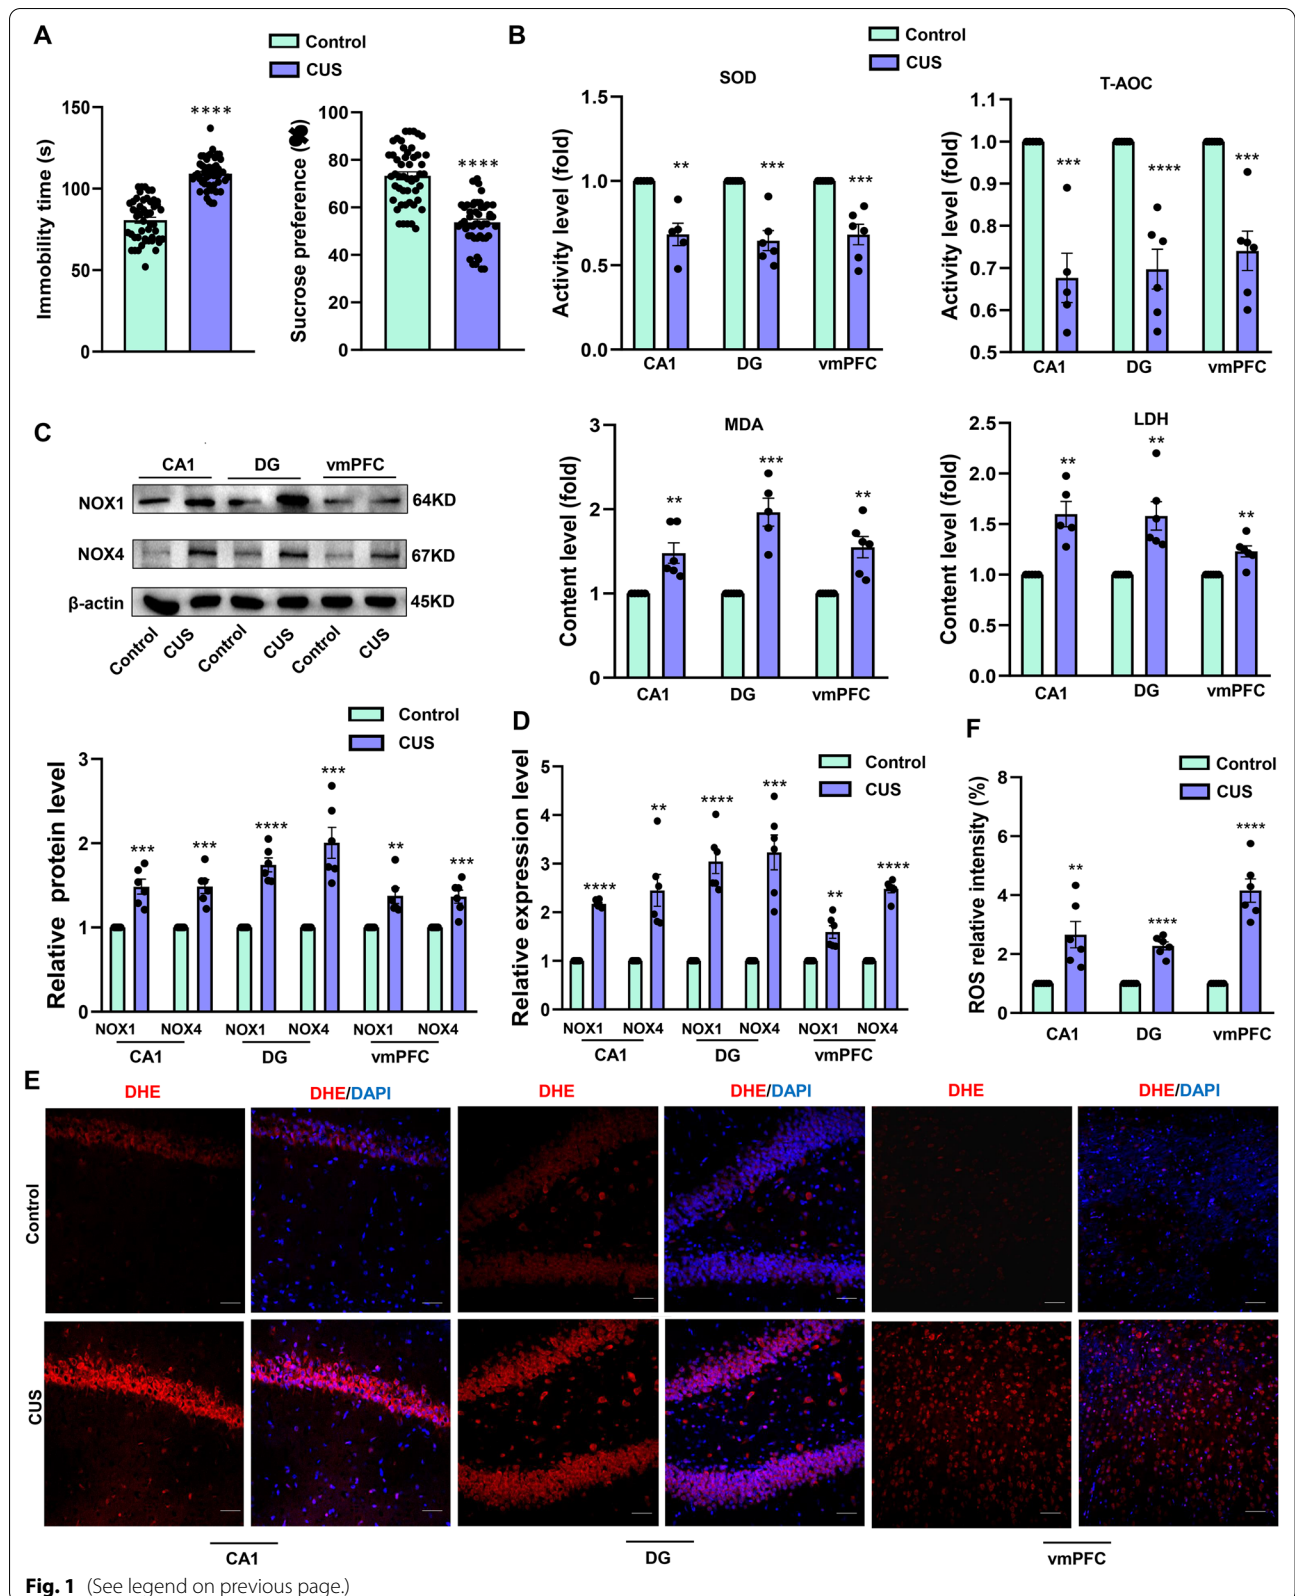 A
Control
CUS
Immobility time (s)
150
100
50
0
****
Sucrose preference (%)
100
80
60
40
20
0
****
B
Control
CUS
SOD
Activity level (fold)
1.5
1.0
0.5
0.0
** *** ***
CA1 DG vmPFC
T-AOC
Activity level (fold)
1.1
1.0
0.9
0.8
0.7
0.6
0.5
*** **** ***
CA1 DG vmPFC
MDA
Content level (fold)
3
2
1
0
** *** **
CA1 DG vmPFC
LDH
Content level (fold)
2.5
2.0
1.5
1.0
0.5
0.0
** ** **
CA1 DG vmPFC
C
CA1 DG vmPFC
NOX1 64KD
NOX4 67KD
β-actin 45KD
Control CUS Control CUS Control CUS
Control
CUS
Relative protein level
3
2
1
0
*** *** **** *** ** ***
NOX1 NOX4 NOX1 NOX4 NOX1 NOX4
CA1 DG vmPFC
D
Control
CUS
Relative expression level
5
4
3
2
1
0
**** ** **** *** ** ****
NOX1 NOX4 NOX1 NOX4 NOX1 NOX4
CA1 DG vmPFC
F
Control
CUS
ROS relative intensity (%)
8
6
4
2
0
** **** ****
CA1 DG vmPFC
E
DHE DHE/DAPI DHE DHE/DAPI DHE DHE/DAPI
Control
CUS
CA1 DG vmPFC
Fig. 1 (See legend on previous page.)